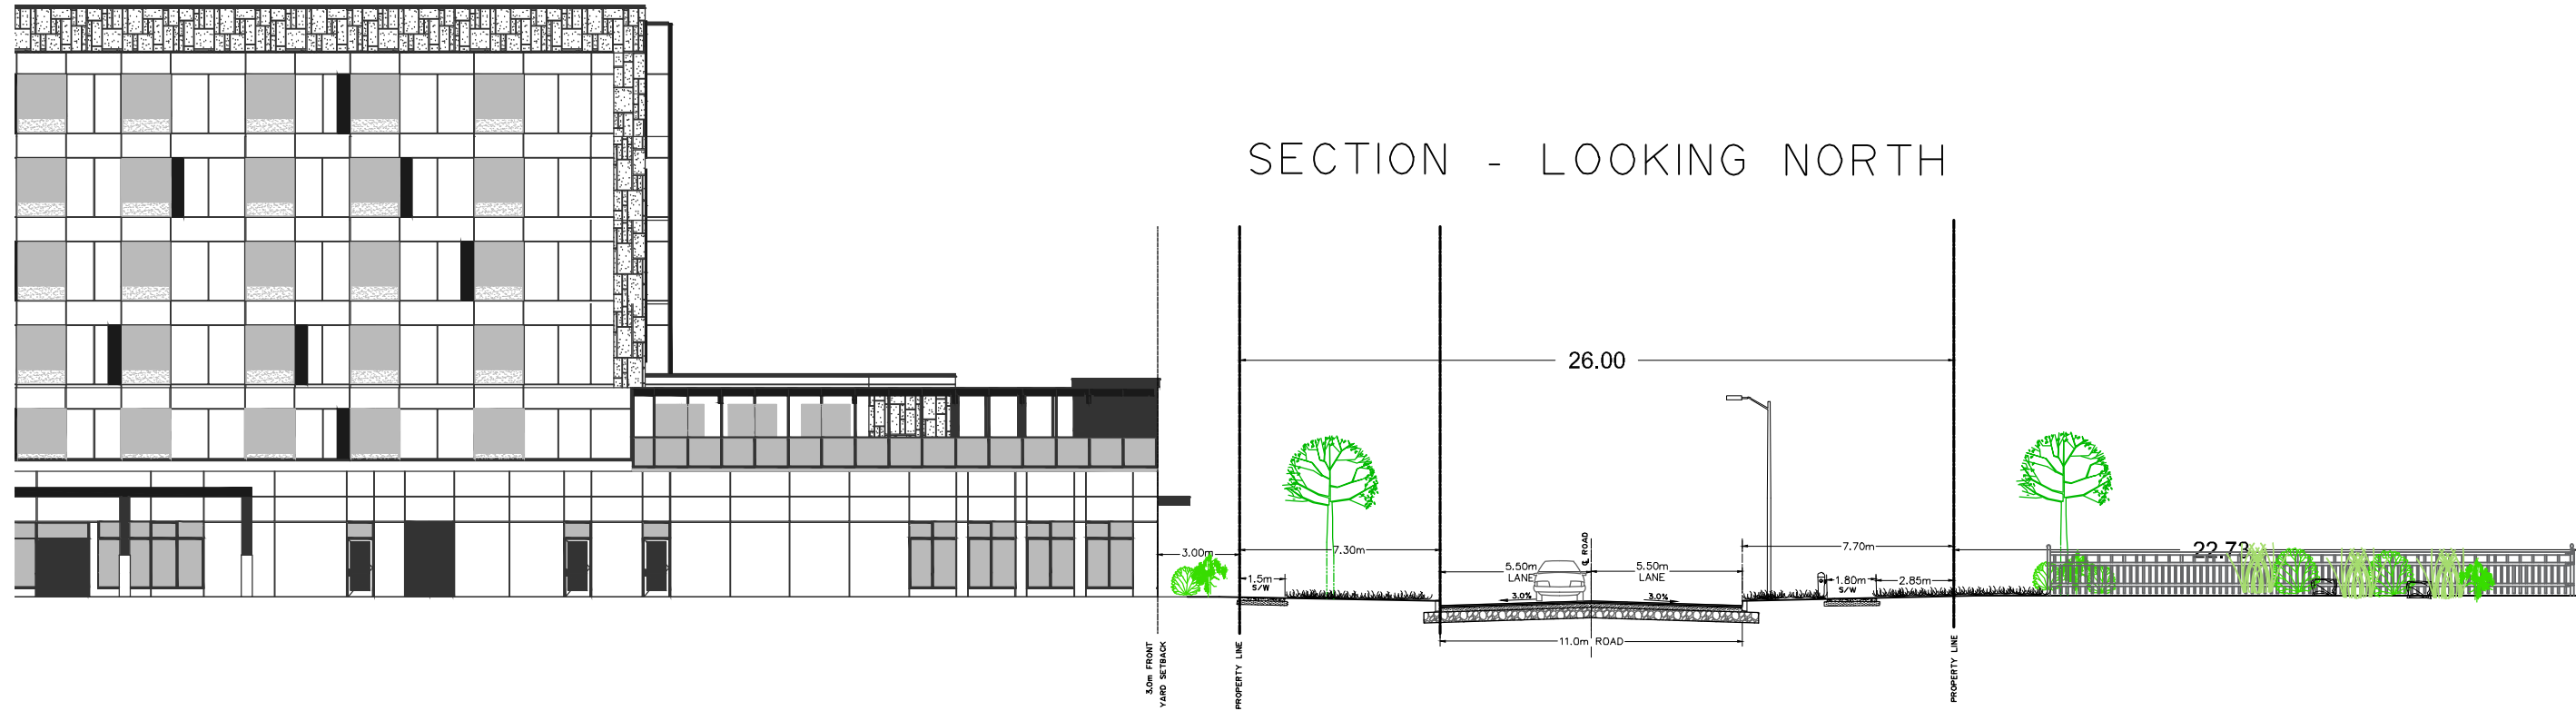 SECTION - LOOKING NORTH
26.00
3.00m
7.30m
7.70m
22.73
1.5m
S/W
5.50m
LANE
℄ ROAD
5.50m
LANE
1.80m
S/W
2.85m
3.0%
3.0%
11.0m ROAD
3.0m FRONT
YARD SETBACK
PROPERTY LINE
PROPERTY LINE